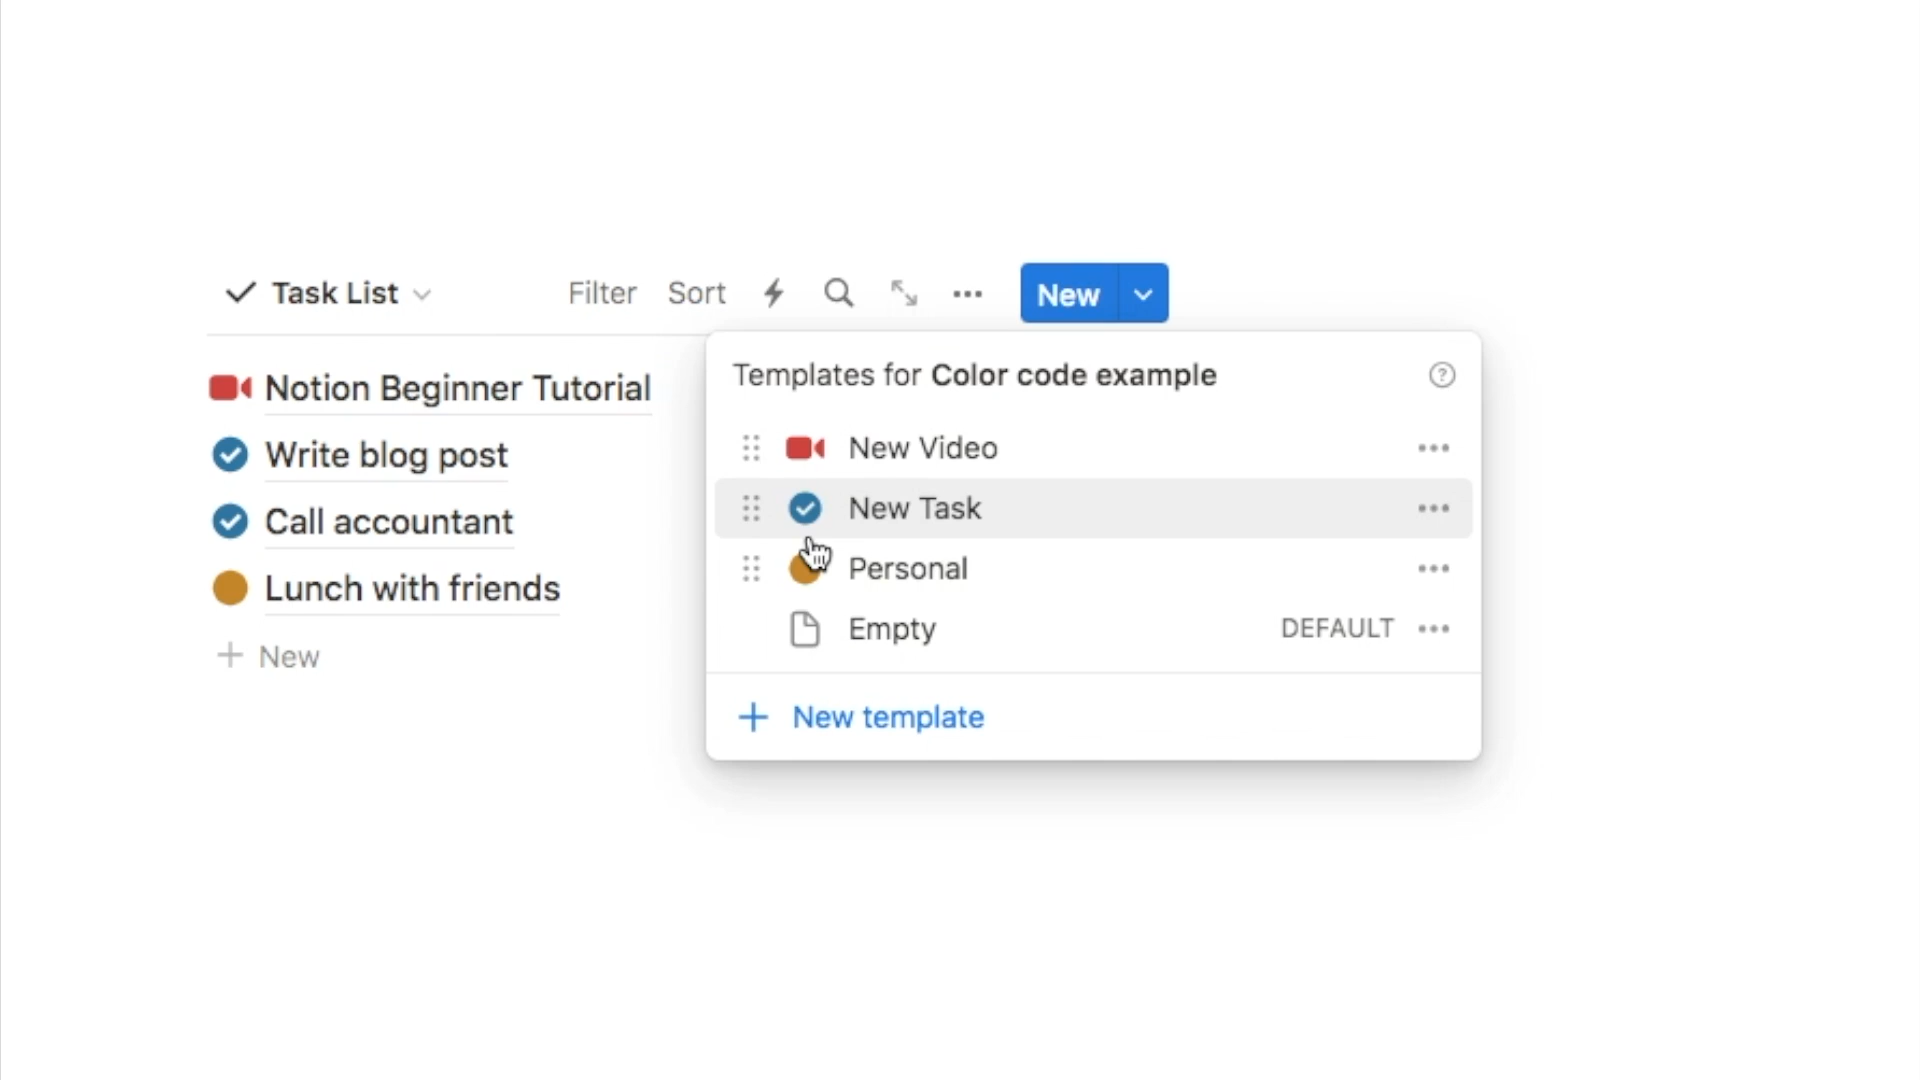 Task List
Filter Sort
New
Notion Beginner Tutorial
Write blog post
Call accountant
Lunch with friends
New
Templates for Color code example
New Video
New Task
Personal
Empty DEFAULT
New template